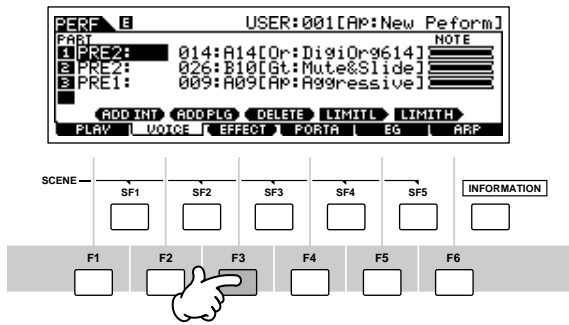 PERF E USER:001[AP:New Peform]
PART NOTE
1 PRE2: 014:A14[Or:DigiOrg614]
2 PRE2: 026:B10[Gt:Mute&Slide]
3 PRE1: 009:A09[AP:Aggressive]
ADD INT ADD PLG DELETE LIMITL LIMITH
PLAY VOICE EFFECT PORTA EG ARP
SCENE SF1 SF2 SF3 SF4 SF5 INFORMATION
F1 F2 F3 F4 F5 F6